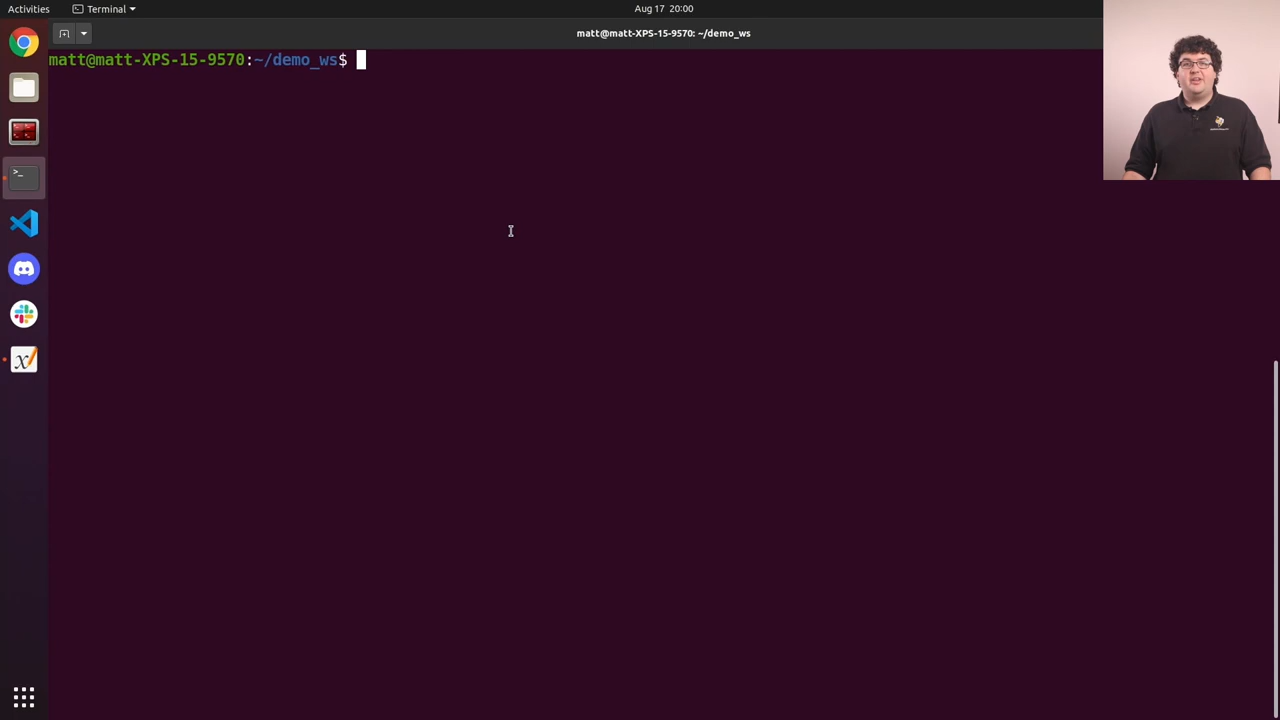 Activities
Terminal
Aug 17 20:00
matt@matt-XPS-15-9570: ~/demo_ws
matt@matt-XPS-15-9570:~/demo_ws$